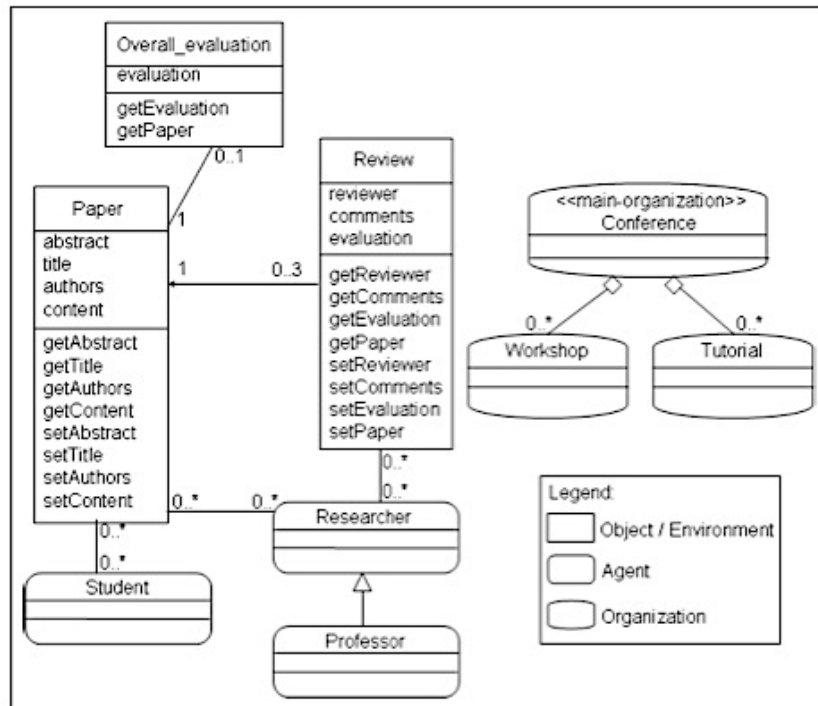 Overall_evaluation
evaluation
getEvaluation
getPaper
0..1
1
Paper
abstract
title
authors
content
getAbstract
getTitle
getAuthors
getContent
setAbstract
setTitle
setAuthors
setContent
1
0..3
Review
reviewer
comments
evaluation
getReviewer
getComments
getEvaluation
getPaper
setReviewer
setComments
setEvaluation
setPaper
0..*
0..*
0..*
0..*
Researcher
0..*
0..*
Student
Professor
<<main-organization>>
Conference
0..*
0..*
Workshop
Tutorial
Legend:
Object / Environment
Agent
Organization